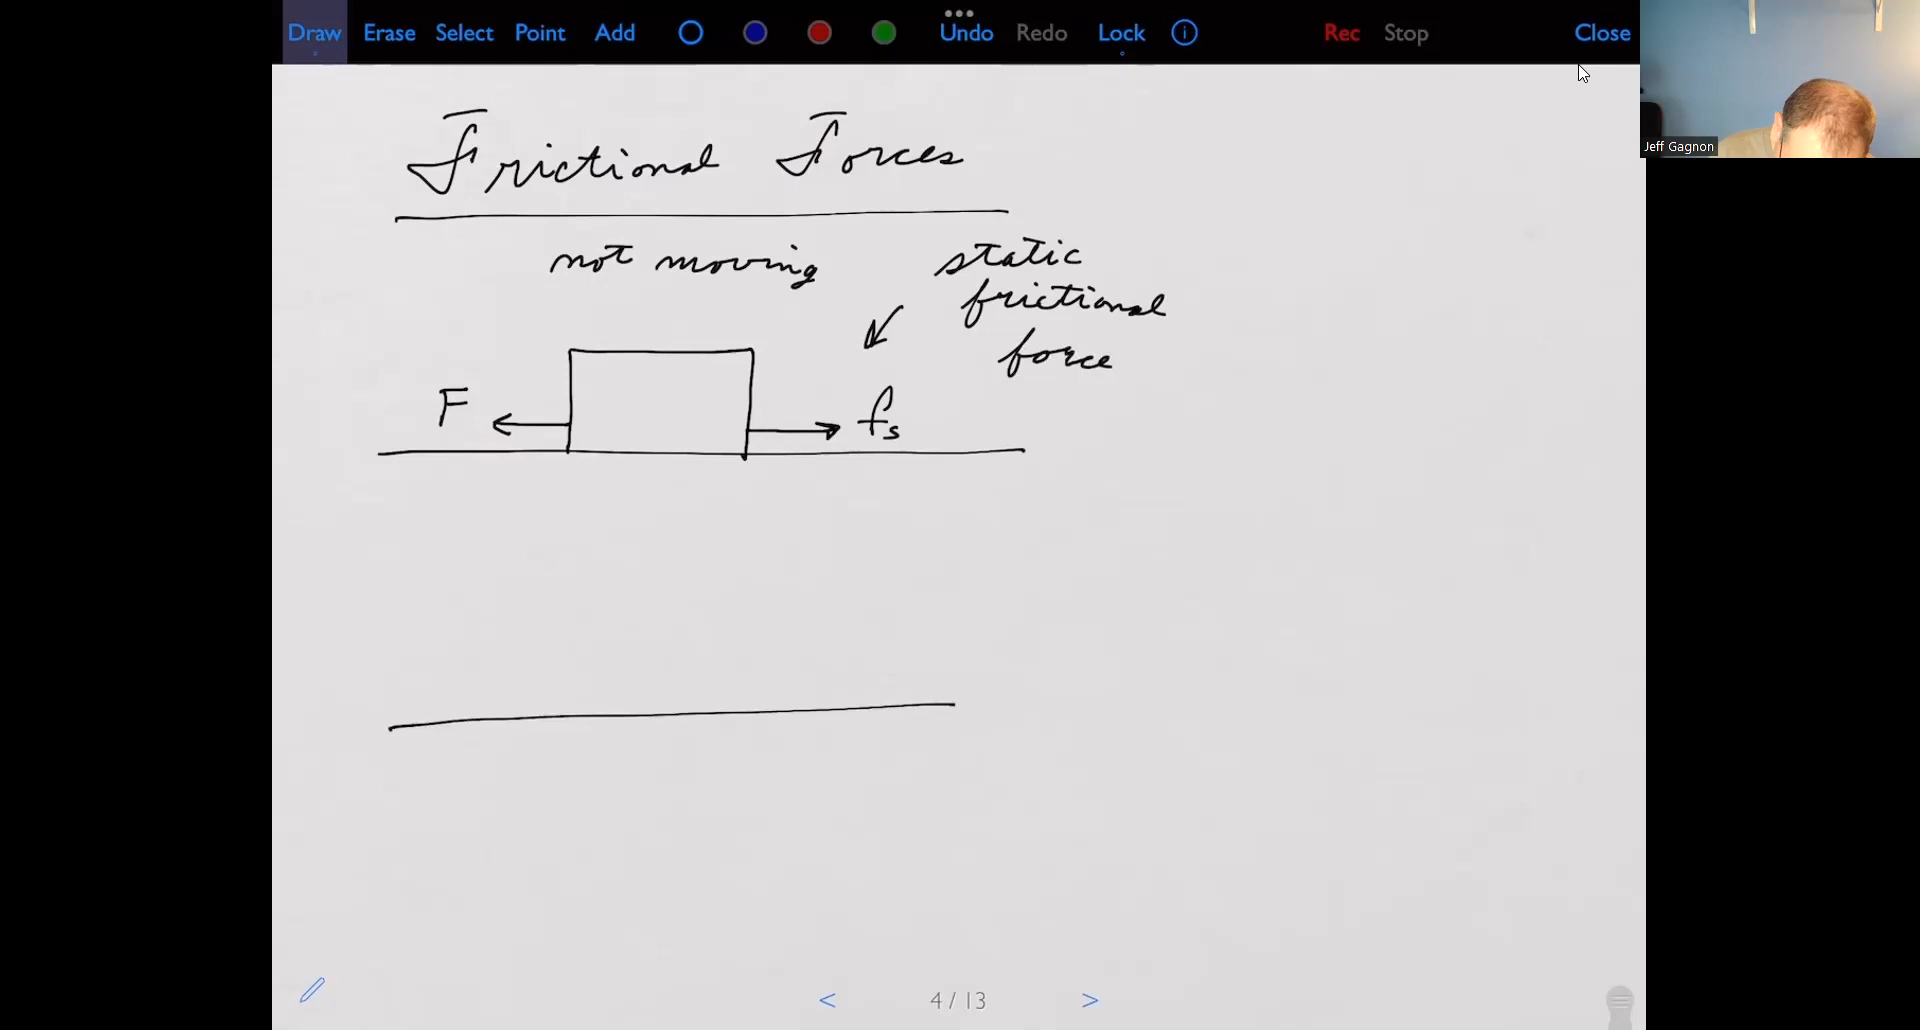 Draw Erase Select Point Add Undo Redo Lock Rec Stop Close
Jeff Gagnon
Frictional Forces
not moving
static
frictional
force
F
fs
< 4 / 13 >